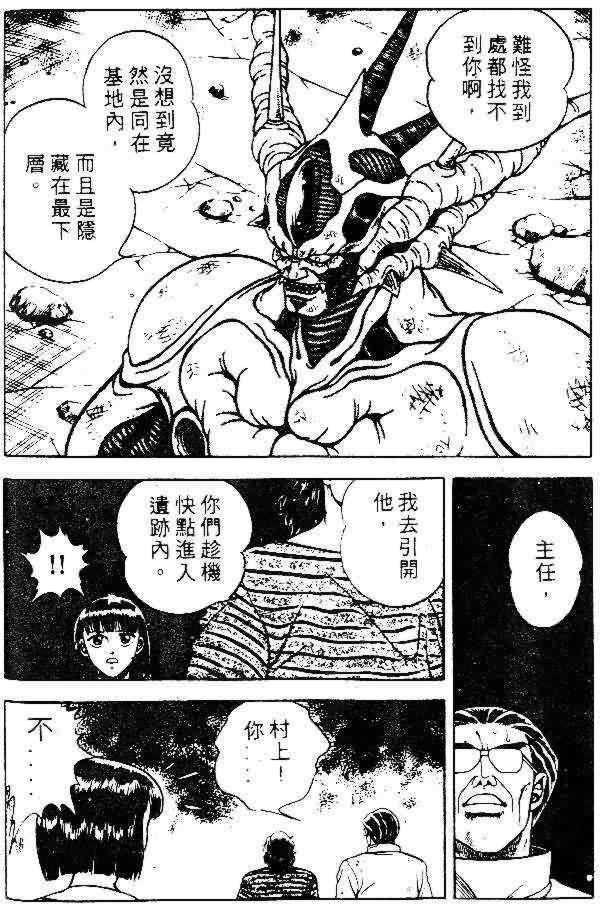 難怪我到
處都找不
到你啊，
沒想到竟
然是同在
基地內，
而且是隱
藏在最下
層。
主任，
我去引開
他，
你們趁機
快點進入
遺跡內。
!!
村上！
你‥‥
不‥‥